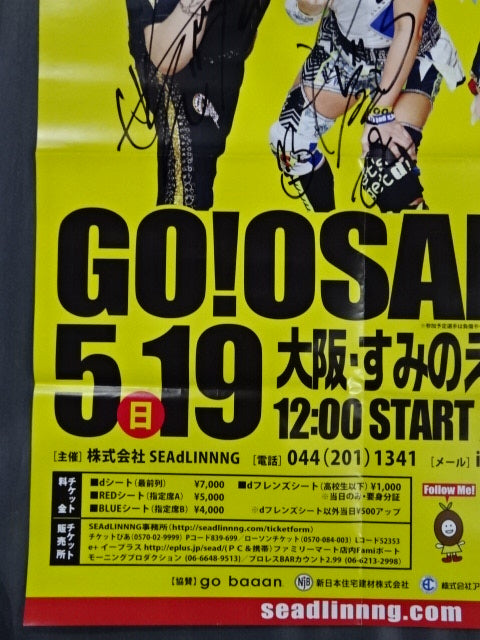 GO!OSA
5.19
日
大阪・すみのえ
12:00 START
[主催] 株式会社 SEAdLINNNG [電話] 044(201)1341 [メール] i
チケット料金
■dシート(最前列) ¥7,000 ■dフレンズシート(高校生以下)¥1,000
■REDシート(指定席A) ¥5,000 ※当日のみ・要身分証
■BLUEシート(指定席B) ¥4,000 ※dフレンズシート以外当日¥500アップ
チケット販売所
SEAdLINNNG事務所(http://seadlinnng.com/ticketform)
チケットぴあ(0570-02-9999) Pコード839-699/ローソンチケット(0570-084-003) Lコード52353
e+ イープラス http://eplus.jp/sead/(PC&携帯)ファミリーマート店内Famiポート
モーニングプロダクション (06-6648-9513)/プロレスBARカウント2.99 (06-6213-2998)
Follow Me!
[協賛] go baaan. NJB 新日本住宅建材株式会社 株式会社ア
seadlinnng.com